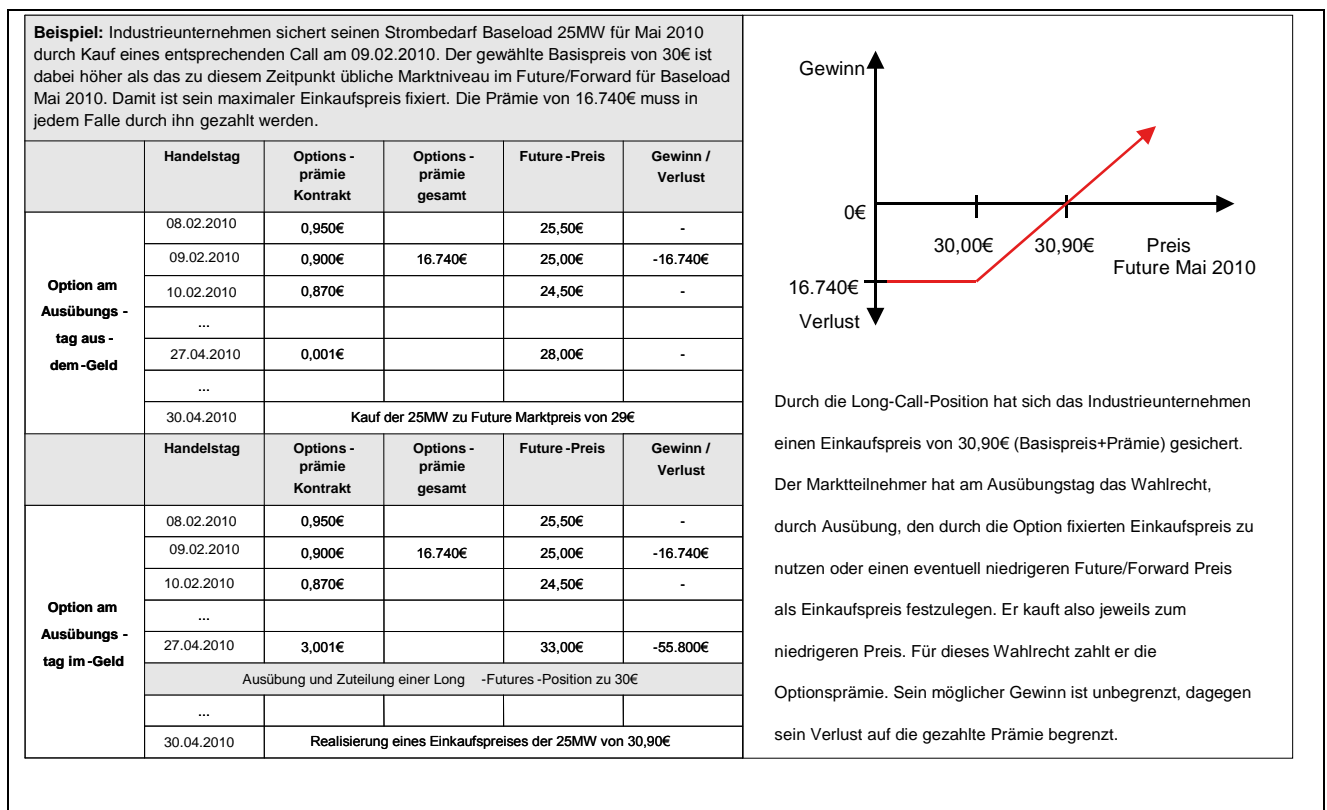 Beispiel: Industrieunternehmen sichert seinen Strombedarf Baseload 25MW für Mai 2010
durch Kauf eines entsprechenden Call am 09.02.2010. Der gewählte Basispreis von 30€ ist
dabei höher als das zu diesem Zeitpunkt übliche Marktniveau im Future/Forward für Baseload
Mai 2010. Damit ist sein maximaler Einkaufspreis fixiert. Die Prämie von 16.740€ muss in
jedem Falle durch ihn gezahlt werden.
Handelstag Options - Options - Future -Preis Gewinn /
prämie prämie Verlust
Kontrakt gesamt
Option am
Ausübungs -
tag aus -
dem -Geld
08.02.2010 0,950€ 25,50€ -
09.02.2010 0,900€ 16.740€ 25,00€ -16.740€
10.02.2010 0,870€ 24,50€ -
...
27.04.2010 0,001€ 28,00€ -
...
30.04.2010 Kauf der 25MW zu Future Marktpreis von 29€
Handelstag Options - Options - Future -Preis Gewinn /
prämie prämie Verlust
Kontrakt gesamt
Option am
Ausübungs -
tag im -Geld
08.02.2010 0,950€ 25,50€ -
09.02.2010 0,900€ 16.740€ 25,00€ -16.740€
10.02.2010 0,870€ 24,50€ -
...
27.04.2010 3,001€ 33,00€ -55.800€
Ausübung und Zuteilung einer Long -Futures -Position zu 30€
...
30.04.2010 Realisierung eines Einkaufspreises der 25MW von 30,90€
Gewinn
0€
30,00€ 30,90€ Preis
Future Mai 2010
16.740€
Verlust
Durch die Long-Call-Position hat sich das Industrieunternehmen
einen Einkaufspreis von 30,90€ (Basispreis+Prämie) gesichert.
Der Marktteilnehmer hat am Ausübungstag das Wahlrecht,
durch Ausübung, den durch die Option fixierten Einkaufspreis zu
nutzen oder einen eventuell niedrigeren Future/Forward Preis
als Einkaufspreis festzulegen. Er kauft also jeweils zum
niedrigeren Preis. Für dieses Wahlrecht zahlt er die
Optionsprämie. Sein möglicher Gewinn ist unbegrenzt, dagegen
sein Verlust auf die gezahlte Prämie begrenzt.